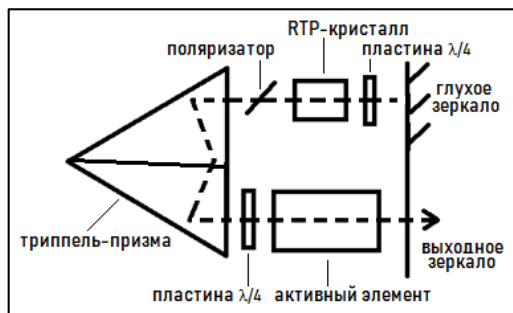 RTP-кристалл
поляризатор
пластина λ/4
глухое
зеркало
триппель-призма
выходное
зеркало
пластина λ/4
активный элемент